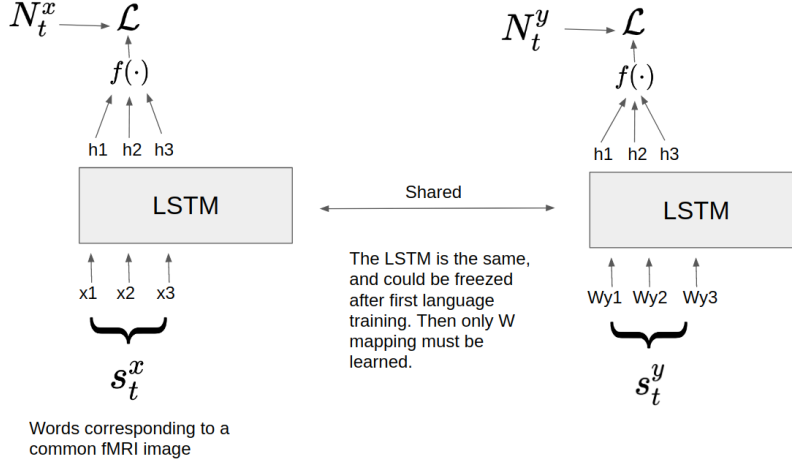 N_t^x
ℒ
f(·)
h1 h2 h3
LSTM
x1 x2 x3
s_t^x
Words corresponding to a
common fMRI image
Shared
The LSTM is the same,
and could be freezed
after first language
training. Then only W
mapping must be
learned.
N_t^y
ℒ
f(·)
h1 h2 h3
LSTM
Wy1 Wy2 Wy3
s_t^y